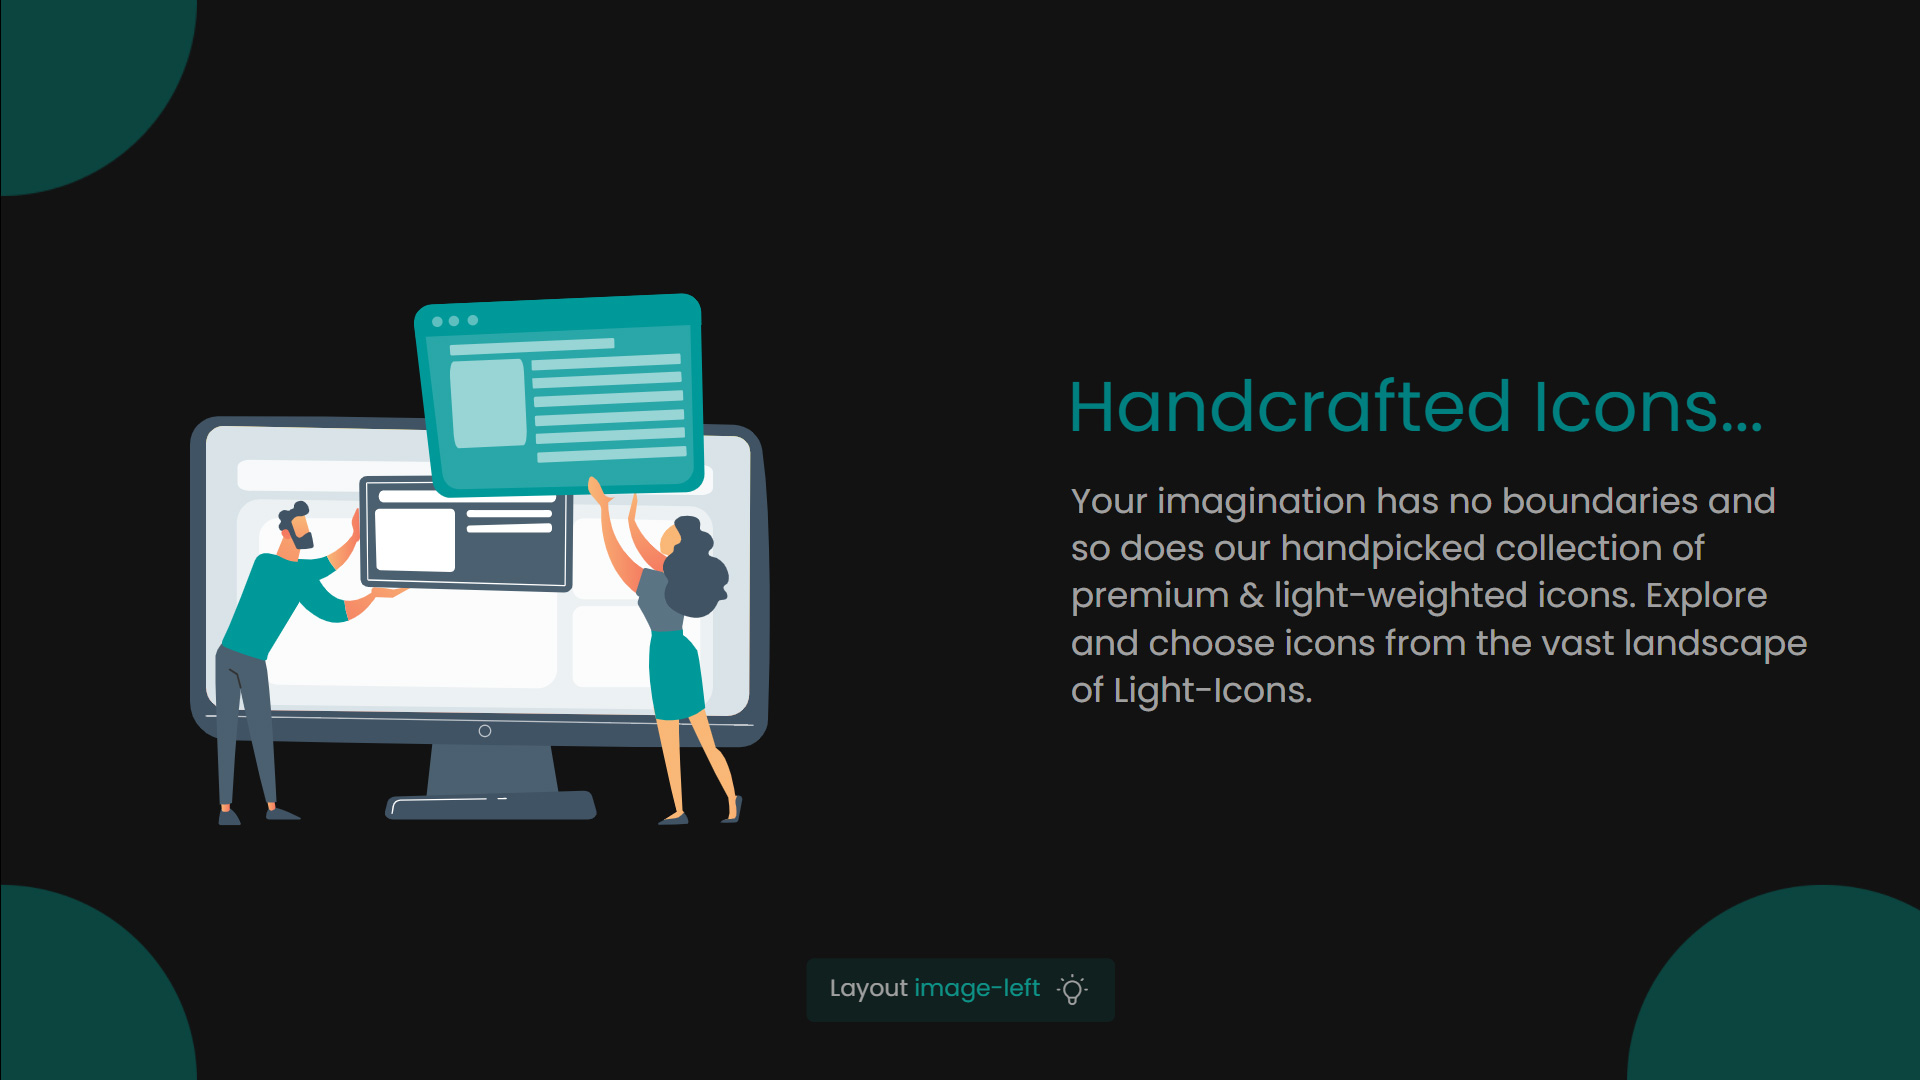 Handcrafted Icons...
Your imagination has no boundaries and
so does our handpicked collection of
premium & light-weighted icons. Explore
and choose icons from the vast landscape
of Light-Icons.
Layout image-left